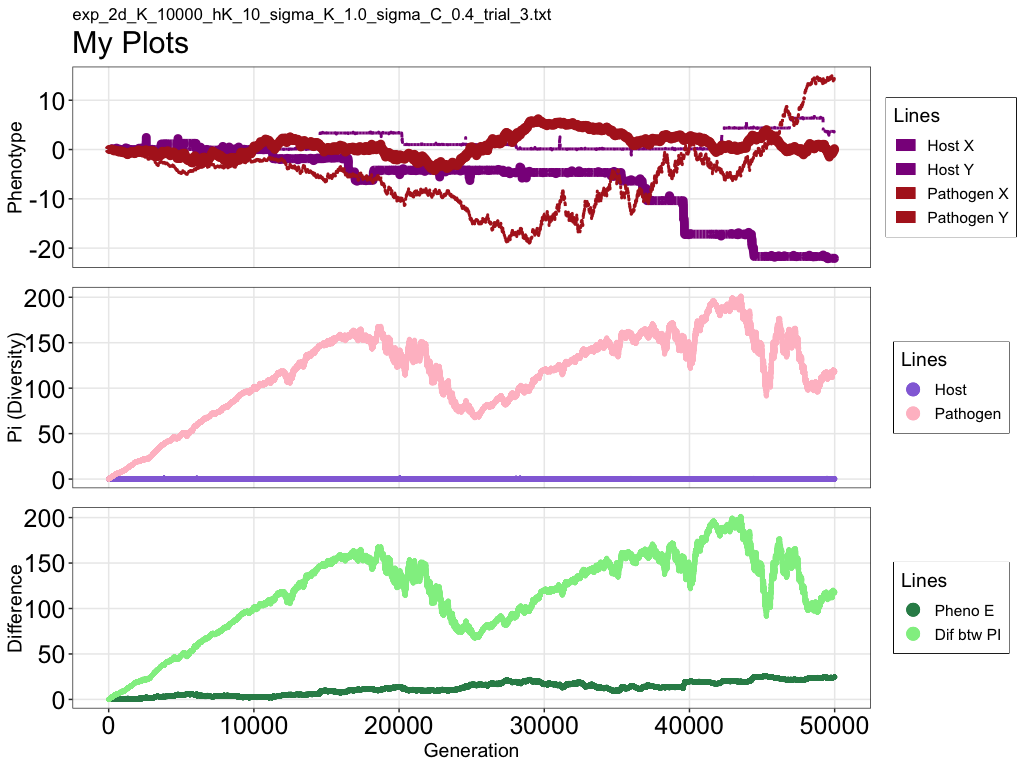 exp_2d_K_10000_hK_10_sigma_K_1.0_sigma_C_0.4_trial_3.txt
My Plots
Phenotype
10
0
-10
-20
Lines
Host X
Host Y
Pathogen X
Pathogen Y
Pi (Diversity)
200
150
100
50
0
Lines
Host
Pathogen
Difference
200
150
100
50
0
Lines
Pheno E
Dif btw PI
0 10000 20000 30000 40000 50000
Generation